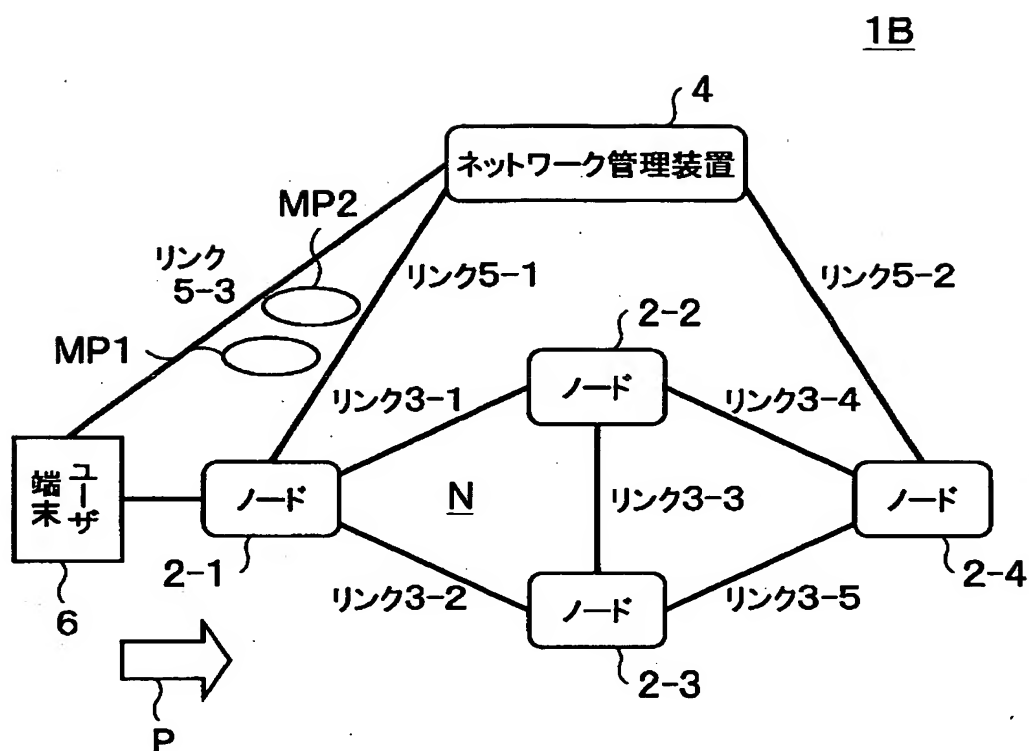 1B
4
ネットワーク管理装置
MP2
リンク
5-3
リンク5-1
リンク5-2
2-2
MP1
ノード
リンク3-1
リンク3-4
ユーザ
端末
ノード
N
リンク3-3
ノード
2-1
2-4
リンク3-2
ノード
リンク3-5
6
2-3
P